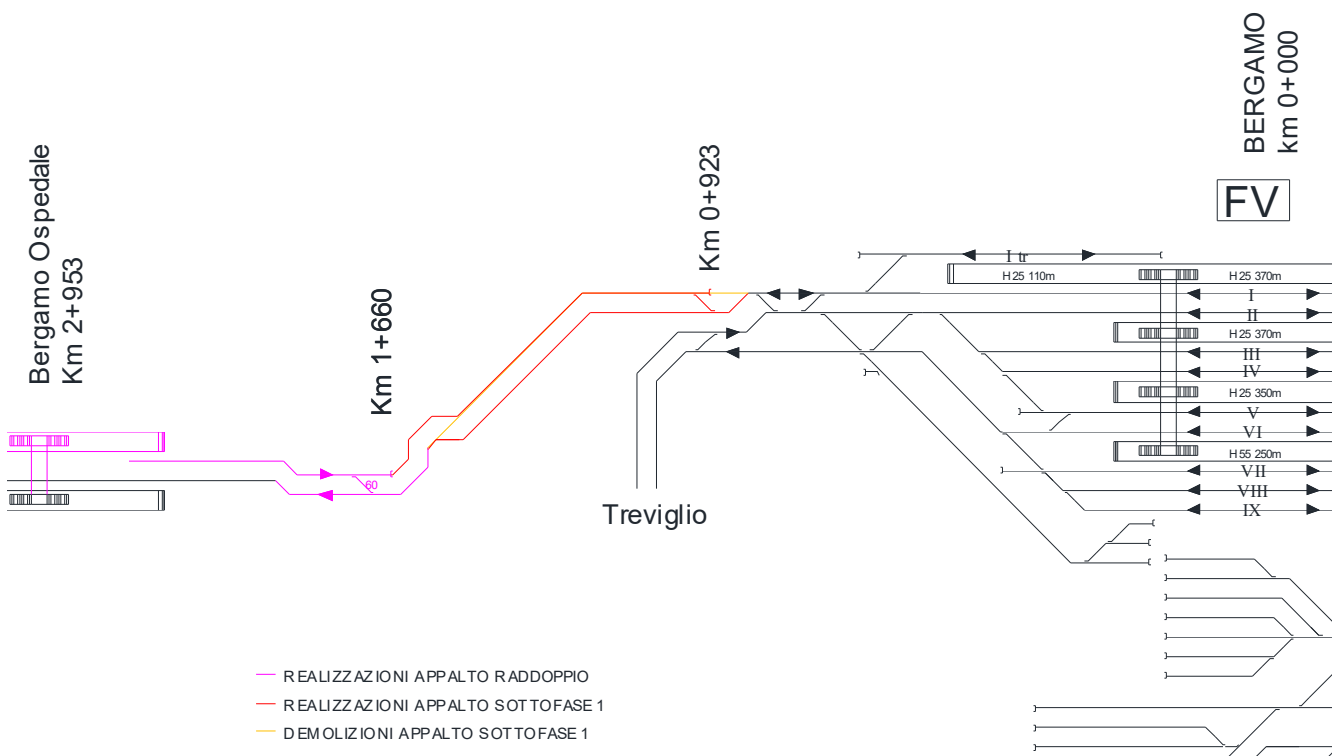 BERGAMO
km 0+000
FV
Bergamo Ospedale
Km 2+953
Km 1+660
Km 0+923
I tr
H25 110m
H25 370m
I
II
H25 370m
III
IV
H25 350m
V
VI
H55 250m
VII
VIII
IX
60
Treviglio
REALIZZAZIONI APPALTO RADDOPPIO
REALIZZAZIONI APPALTO SOTTOFASE 1
DEMOLIZIONI APPALTO SOTTOFASE 1